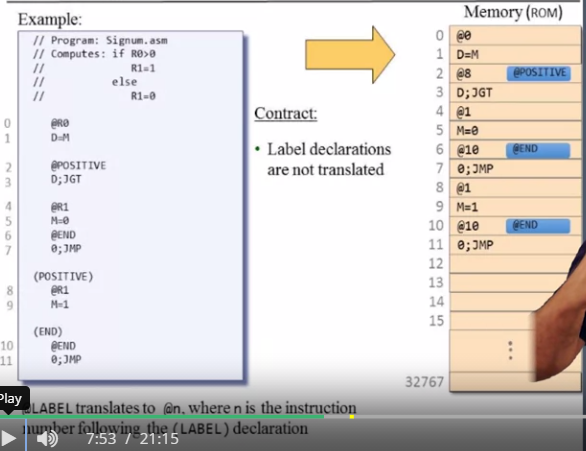 Example:
// Program: Signum.asm
// Computes: if R0>0
//              R1=1
//           else
//              R1=0
0 @R0
1 D=M
2 @POSITIVE
3 D;JGT
4 @R1
5 M=0
6 @END
7 0;JMP
(POSITIVE)
8 @R1
9 M=1
(END)
10 @END
11 0;JMP
Contract:
• Label declarations
are not translated
Memory (ROM)
0 @0
1 D=M
2 @8 @POSITIVE
3 D;JGT
4 @1
5 M=0
6 @10 @END
7 0;JMP
8 @1
9 M=1
10 @10 @END
11 0;JMP
12
13
14
15
32767
Play
LABEL translates to @n, where n is the instruction
number following the (LABEL) declaration
7:53 / 21:15